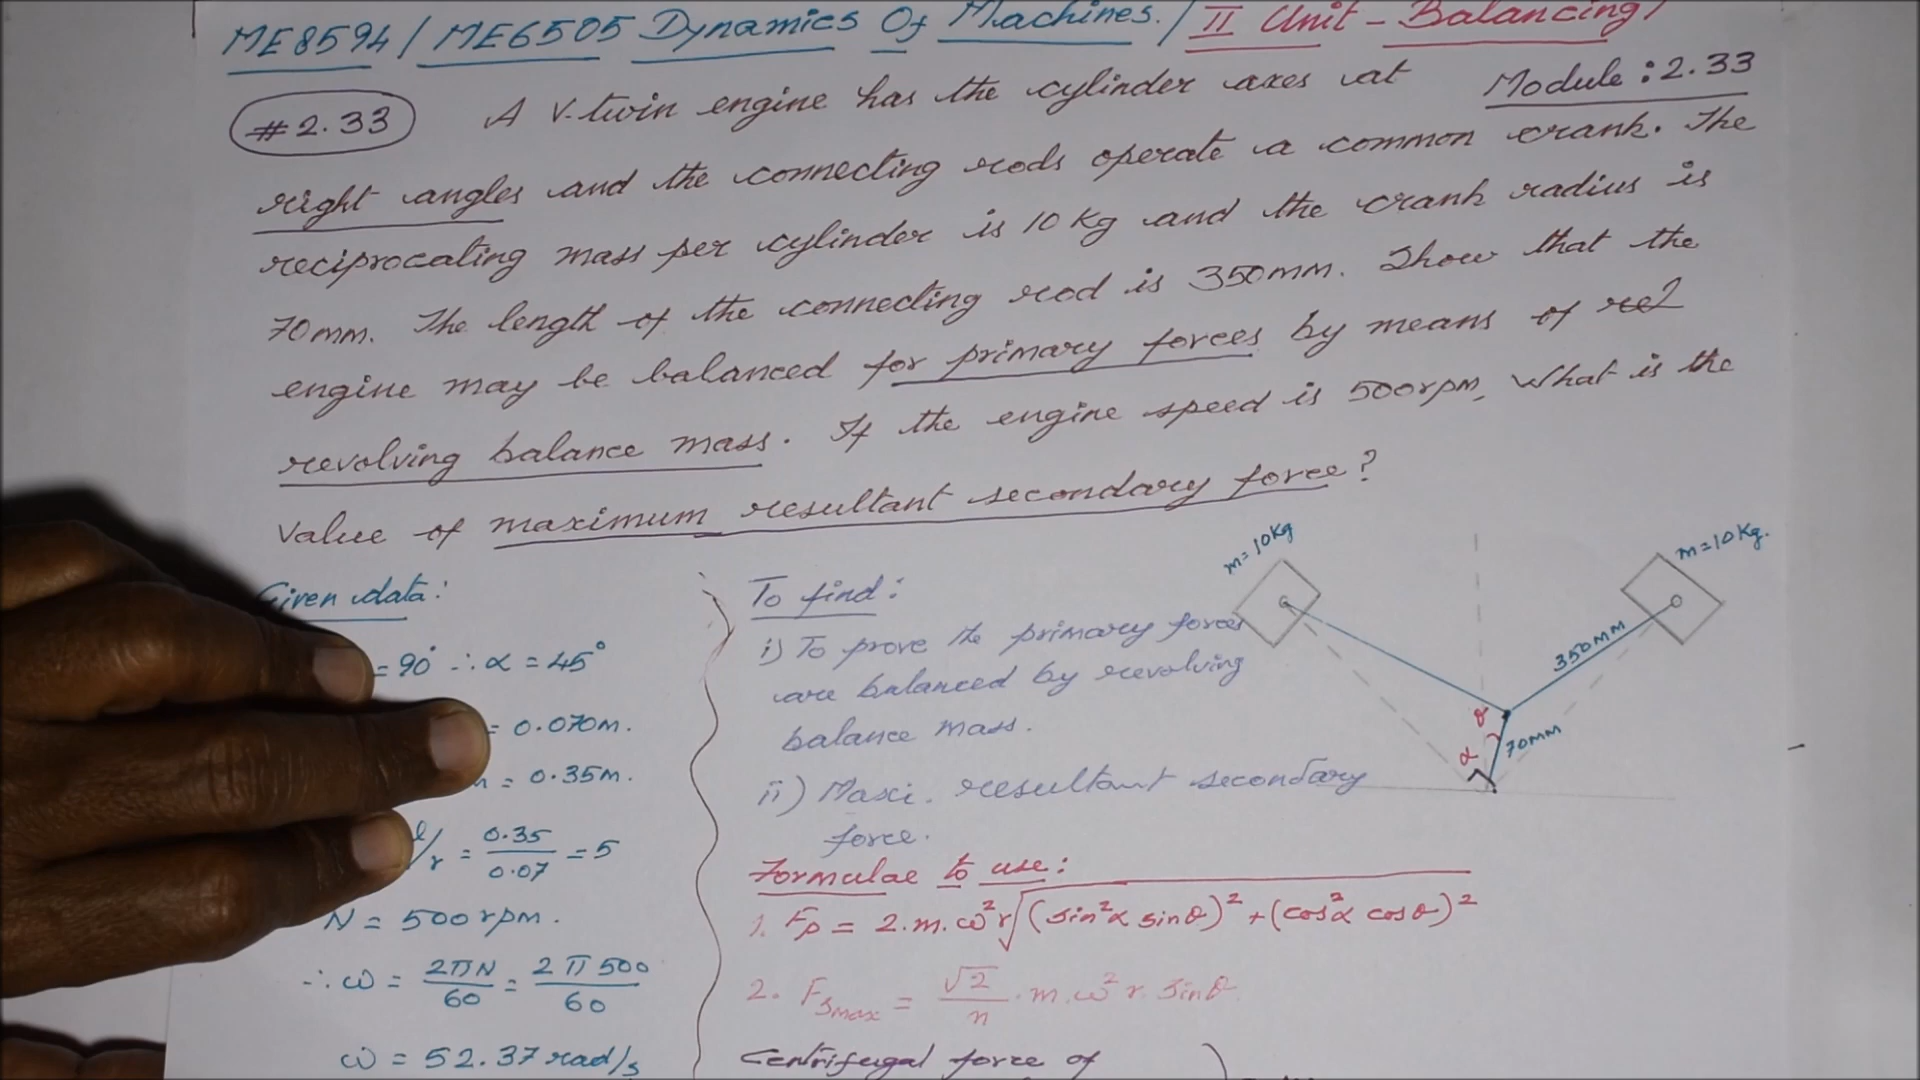 ME8594 / ME6505 Dynamics Of Machines. / II Unit - Balancing /
Module : 2.33
#2.33 A V-twin engine has the cylinder axes at
right angles and the connecting rods operate a common crank. The
reciprocating mass per cylinder is 10 Kg and the crank radius is
70mm. The length of the connecting rod is 350mm. Show that the
engine may be balanced for primary forces by means of
revolving balance mass. If the engine speed is 500rpm, What is the
Value of maximum resultant secondary force?
Given data:
= 90° ∴ α = 45°
= 0.070m.
= 0.35m.
l/r = 0.35/0.07 = 5
N = 500 rpm.
∴ ω = 2πN/60 = 2π500/60
ω = 52.37 rad/s
To find:
i) To prove the primary forces
are balanced by revolving
balance mass.
ii) Maxi. resultant secondary
force.
Formulae to use:
1. Fp = 2.m.ω²r√(sin²α sinθ)² + (cos²α cosθ)²
2. FSmax = √2/n . m.ω² r. sinθ
Centrifugal force of
m=10Kg
m=10Kg.
350mm
θ
α
70mm